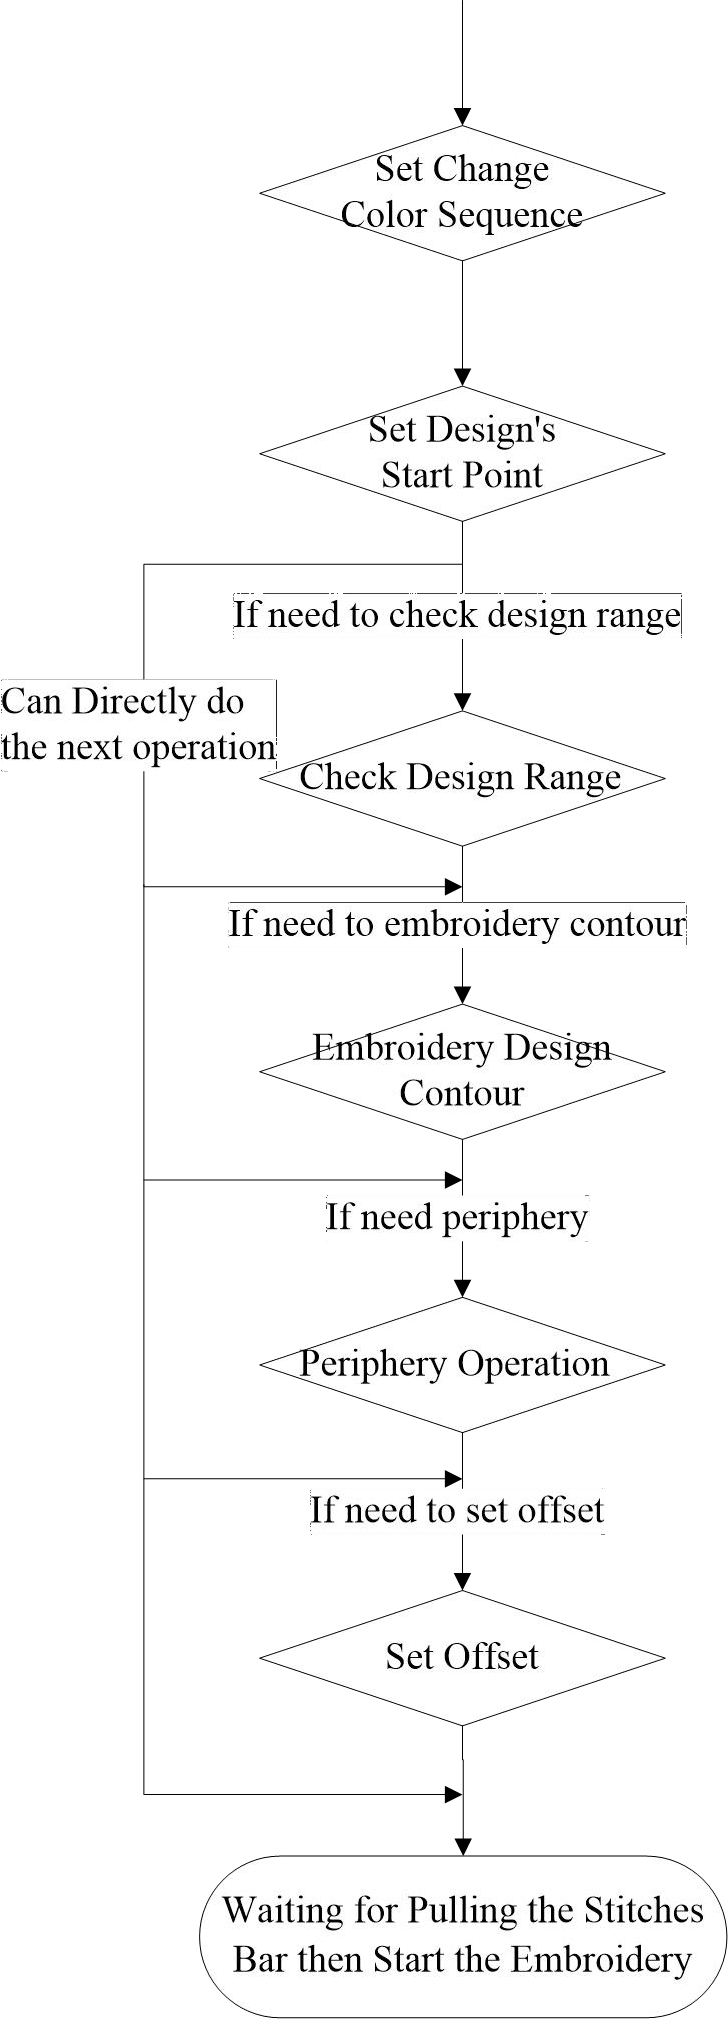 Set Change
Color Sequence
Set Design's
Start Point
If need to check design range
Can Directly do
the next operation
Check Design Range
If need to embroidery contour
Embroidery Design
Contour
If need periphery
Periphery Operation
If need to set offset
Set Offset
Waiting for Pulling the Stitches
Bar then Start the Embroidery